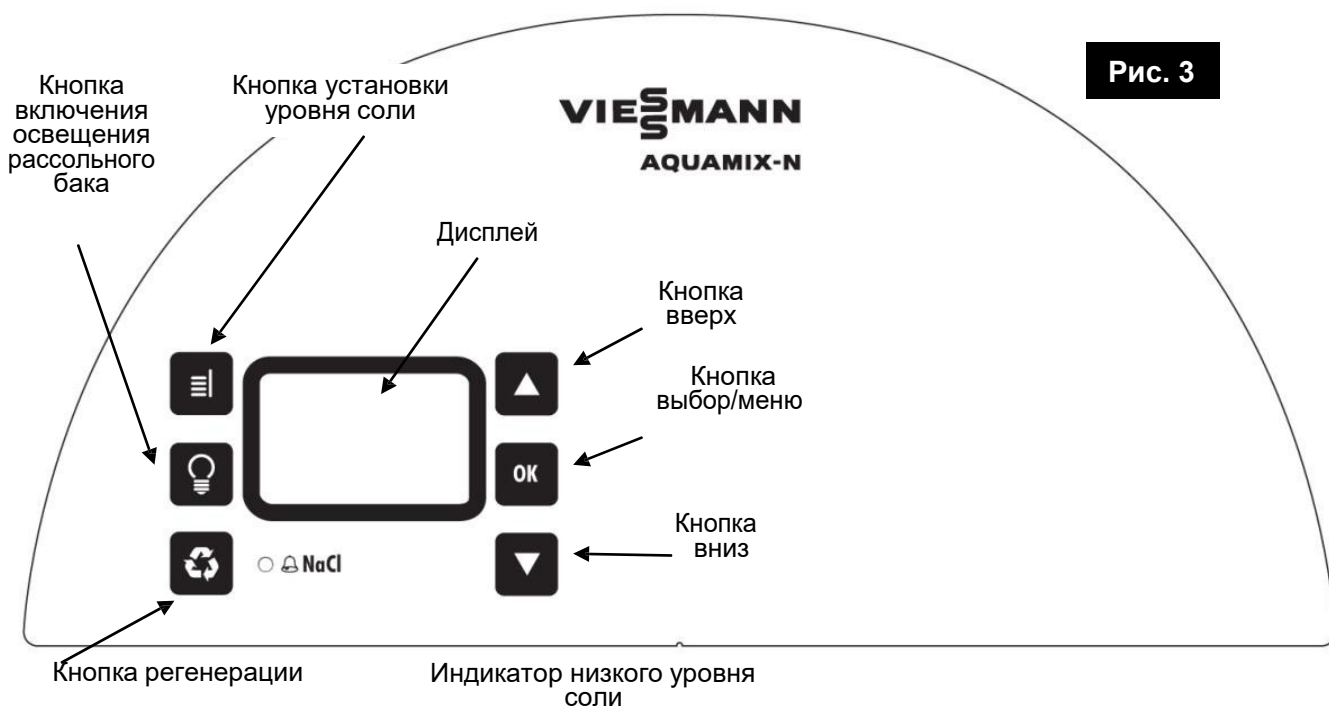 Рис. 3
Кнопка
включения
освещения
рассольного
бака
Кнопка установки
уровня соли
VIESSMANN
AQUAMIX-N
Дисплей
Кнопка
вверх
Кнопка
выбор/меню
OK
Кнопка
вниз
NaCl
Кнопка регенерации
Индикатор низкого уровня
соли